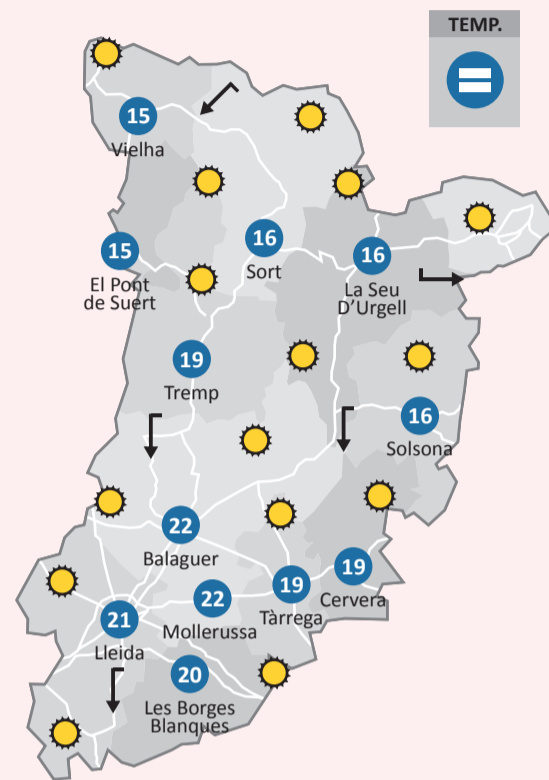 TEMP.
15
Vielha
15
El Pont
de Suert
16
Sort
16
La Seu
D'Urgell
19
Tremp
16
Solsona
22
Balaguer
19
Cervera
19
Tàrrega
22
Mollerussa
21
Lleida
20
Les Borges
Blanques